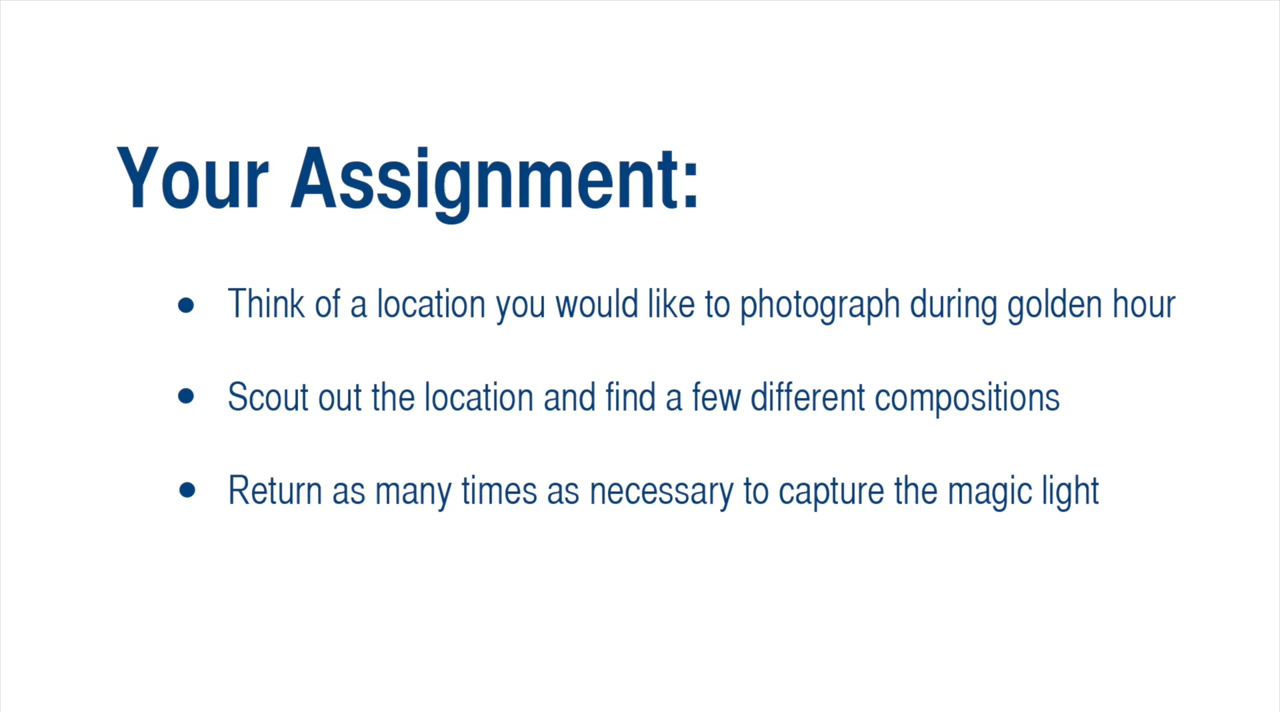 Your Assignment:
• Think of a location you would like to photograph during golden hour
• Scout out the location and find a few different compositions
• Return as many times as necessary to capture the magic light